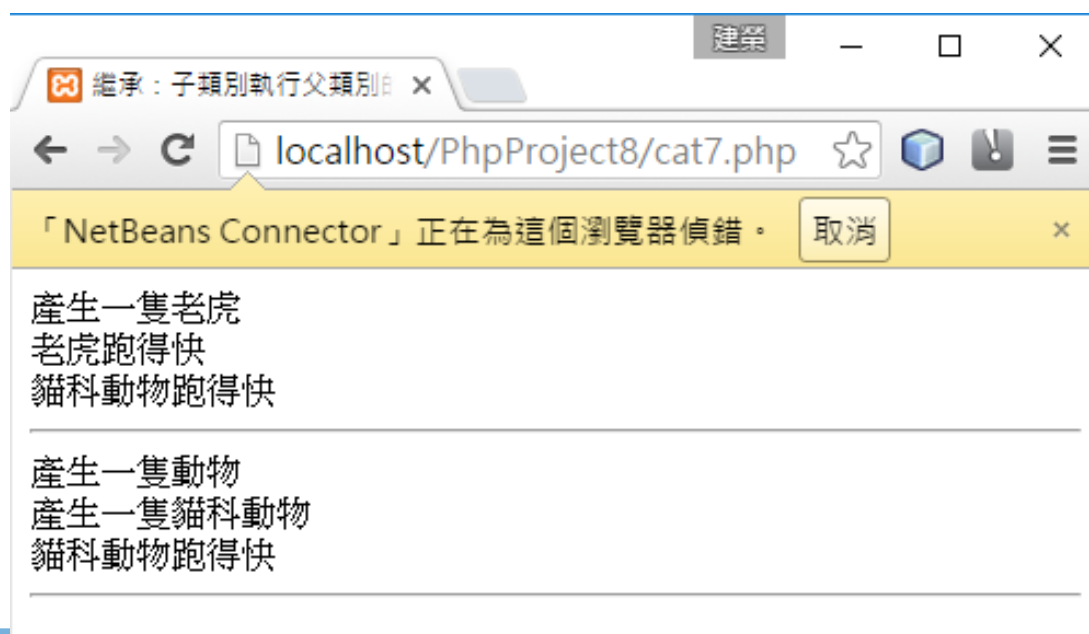 建榮
繼承：子類別執行父類別
localhost/PhpProject8/cat7.php
「NetBeans Connector」正在為這個瀏覽器偵錯。 取消
產生一隻老虎
老虎跑得快
貓科動物跑得快
產生一隻動物
產生一隻貓科動物
貓科動物跑得快